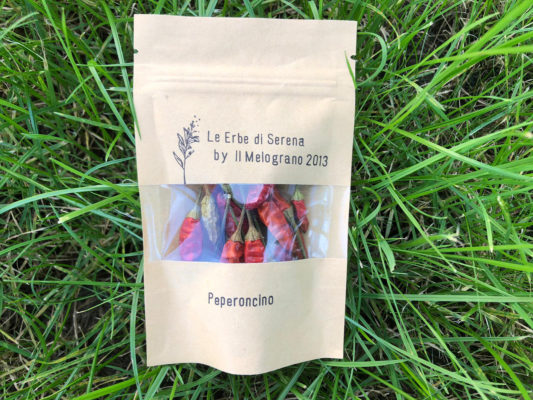 Le Erbe di Serena
by Il Melograno 2013
Peperoncino